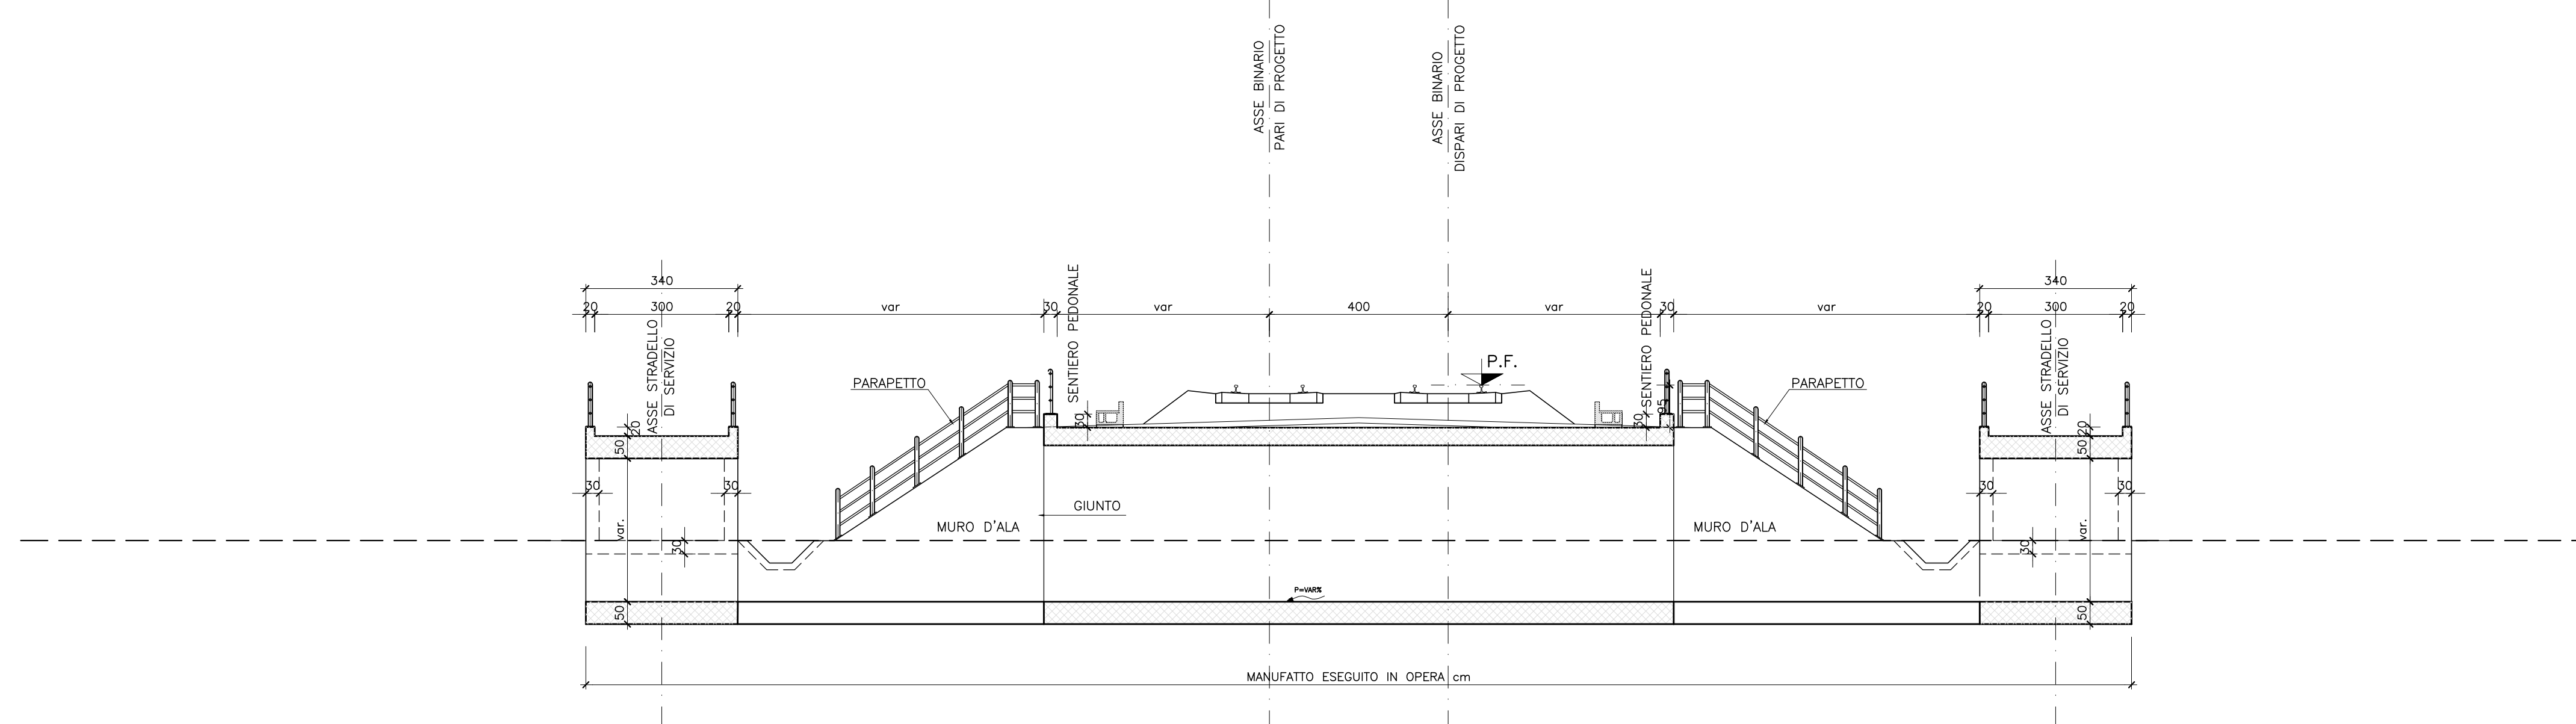 ASSE BINARIO
PARI DI PROGETTO
ASSE BINARIO
DISPARI DI PROGETTO
340
340
20
300
20
var
30
var
400
var
30
var
20
300
20
ASSE STRADELLO
DI SERVIZIO
SENTIERO PEDONALE
SENTIERO PEDONALE
ASSE STRADELLO
DI SERVIZIO
P.F.
PARAPETTO
PARAPETTO
30
30
95
20
50
20
50
30
30
30
30
GIUNTO
MURO D'ALA
MURO D'ALA
var.
var.
30
30
P=VAR%
50
50
MANUFATTO ESEGUITO IN OPERA cm